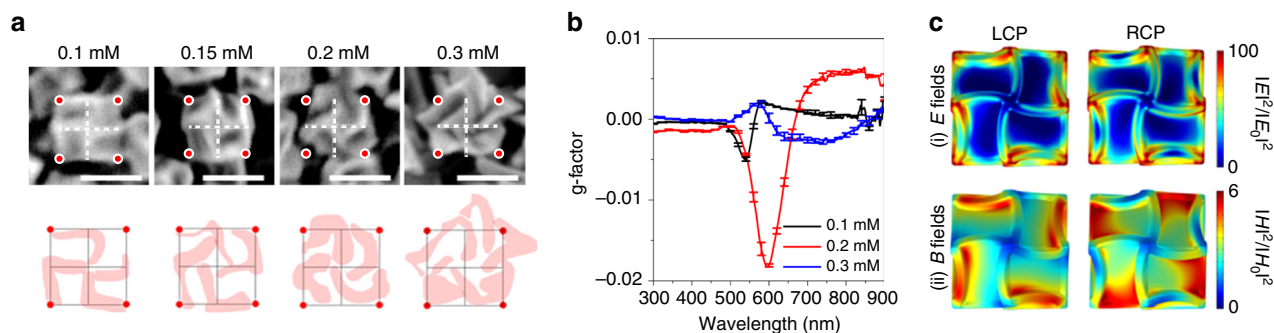 a
0.1 mM
0.15 mM
0.2 mM
0.3 mM
b
0.01
0.00
−0.01
−0.02
g-factor
300 400 500 600 700 800 900
Wavelength (nm)
0.1 mM
0.2 mM
0.3 mM
c
LCP
RCP
(i) E fields
100
0
|E|²/|E₀|²
(ii) B fields
6
0
|H|²/|H₀|²